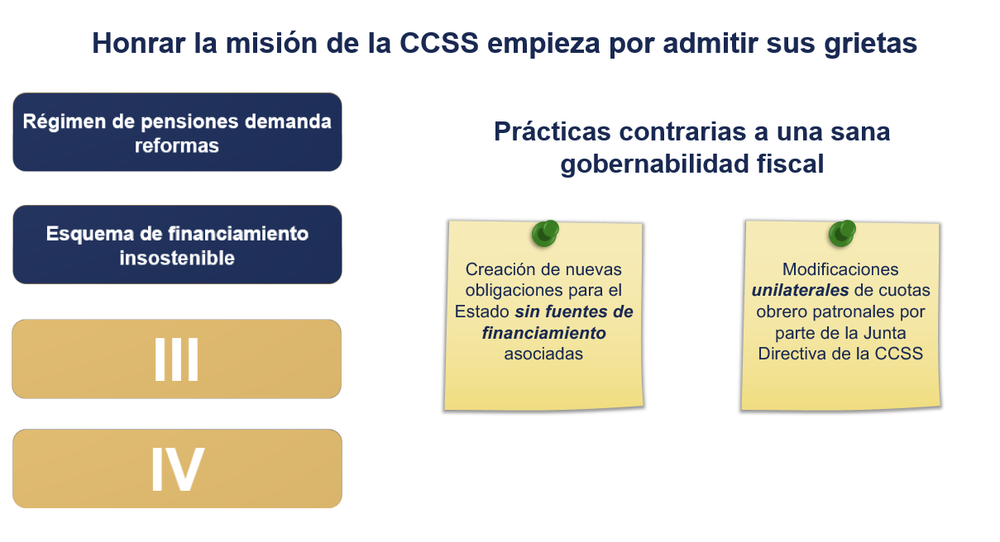 Honrar la misión de la CCSS empieza por admitir sus grietas
Régimen de pensiones demanda
reformas
Esquema de financiamiento
insostenible
III
IV
Prácticas contrarias a una sana
gobernabilidad fiscal
Creación de nuevas
obligaciones para el
Estado sin fuentes de
financiamiento
asociadas
Modificaciones
unilaterales de cuotas
obrero patronales por
parte de la Junta
Directiva de la CCSS